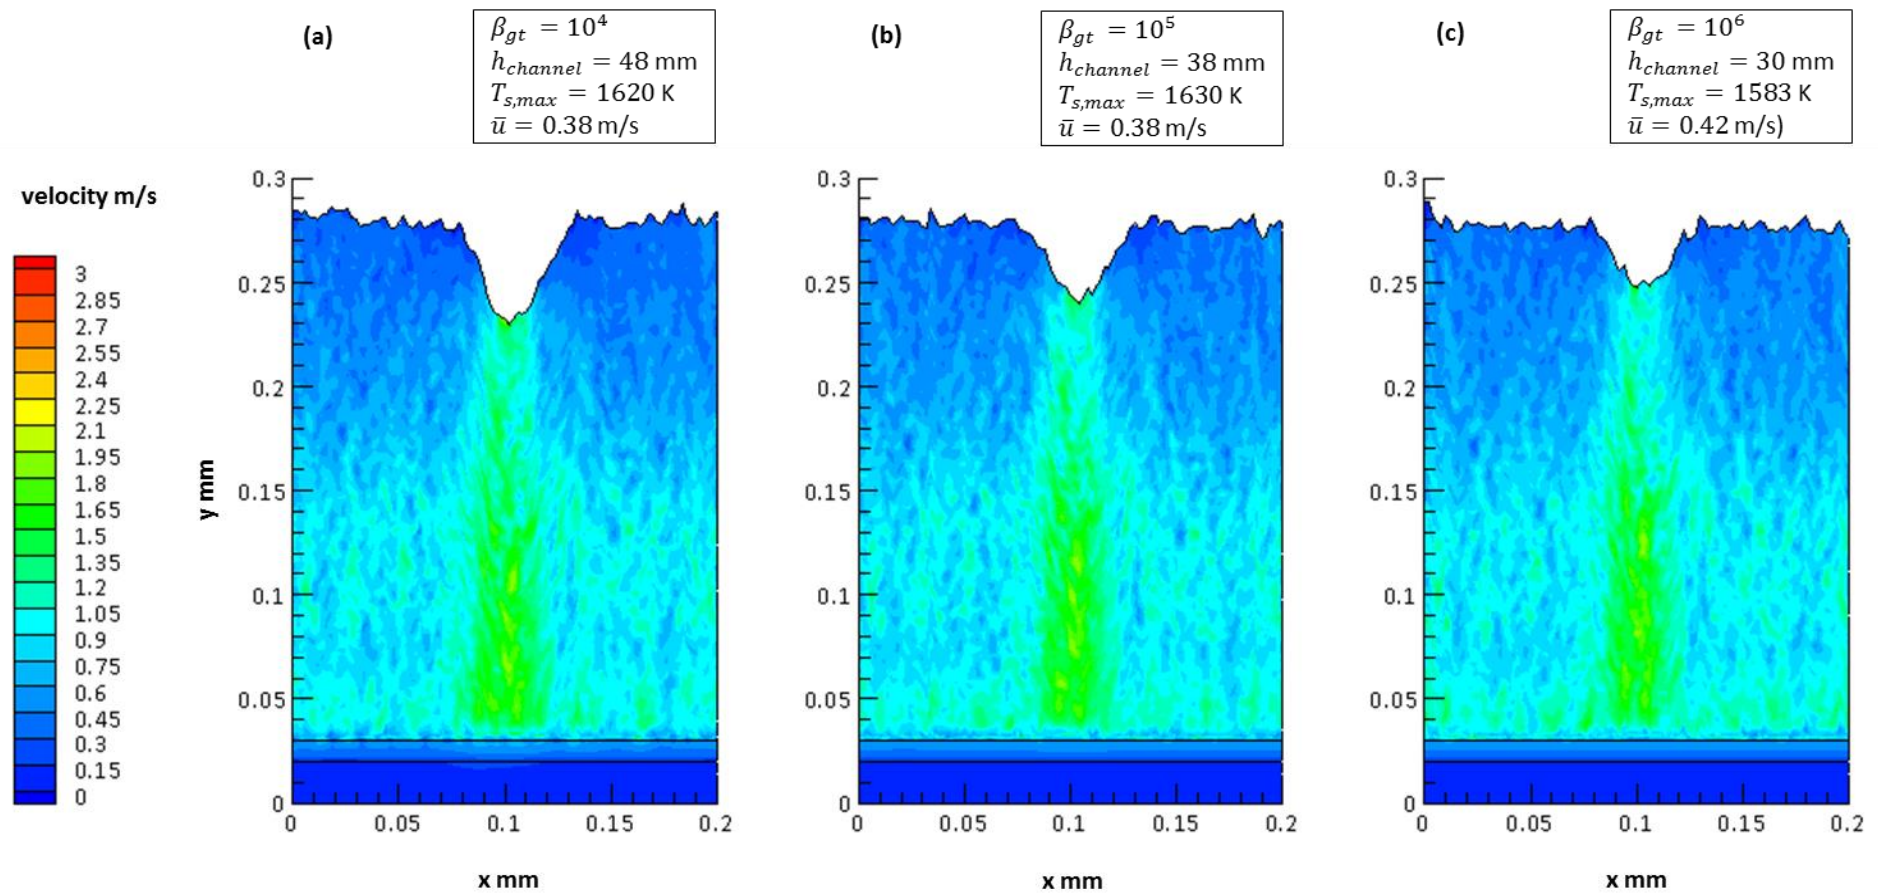 (a)
β_gt = 10⁴
h_channel = 48 mm
T_s,max = 1620 K
ū = 0.38 m/s
(b)
β_gt = 10⁵
h_channel = 38 mm
T_s,max = 1630 K
ū = 0.38 m/s
(c)
β_gt = 10⁶
h_channel = 30 mm
T_s,max = 1583 K
ū = 0.42 m/s)
velocity m/s
3
2.85
2.7
2.55
2.4
2.25
2.1
1.95
1.8
1.65
1.5
1.35
1.2
1.05
0.9
0.75
0.6
0.45
0.3
0.15
0
y mm
0.3
0.25
0.2
0.15
0.1
0.05
0
0 0.05 0.1 0.15 0.2
x mm
0.3
0.25
0.2
0.15
0.1
0.05
0
0 0.05 0.1 0.15 0.2
x mm
0.3
0.25
0.2
0.15
0.1
0.05
0
0 0.05 0.1 0.15 0.2
x mm